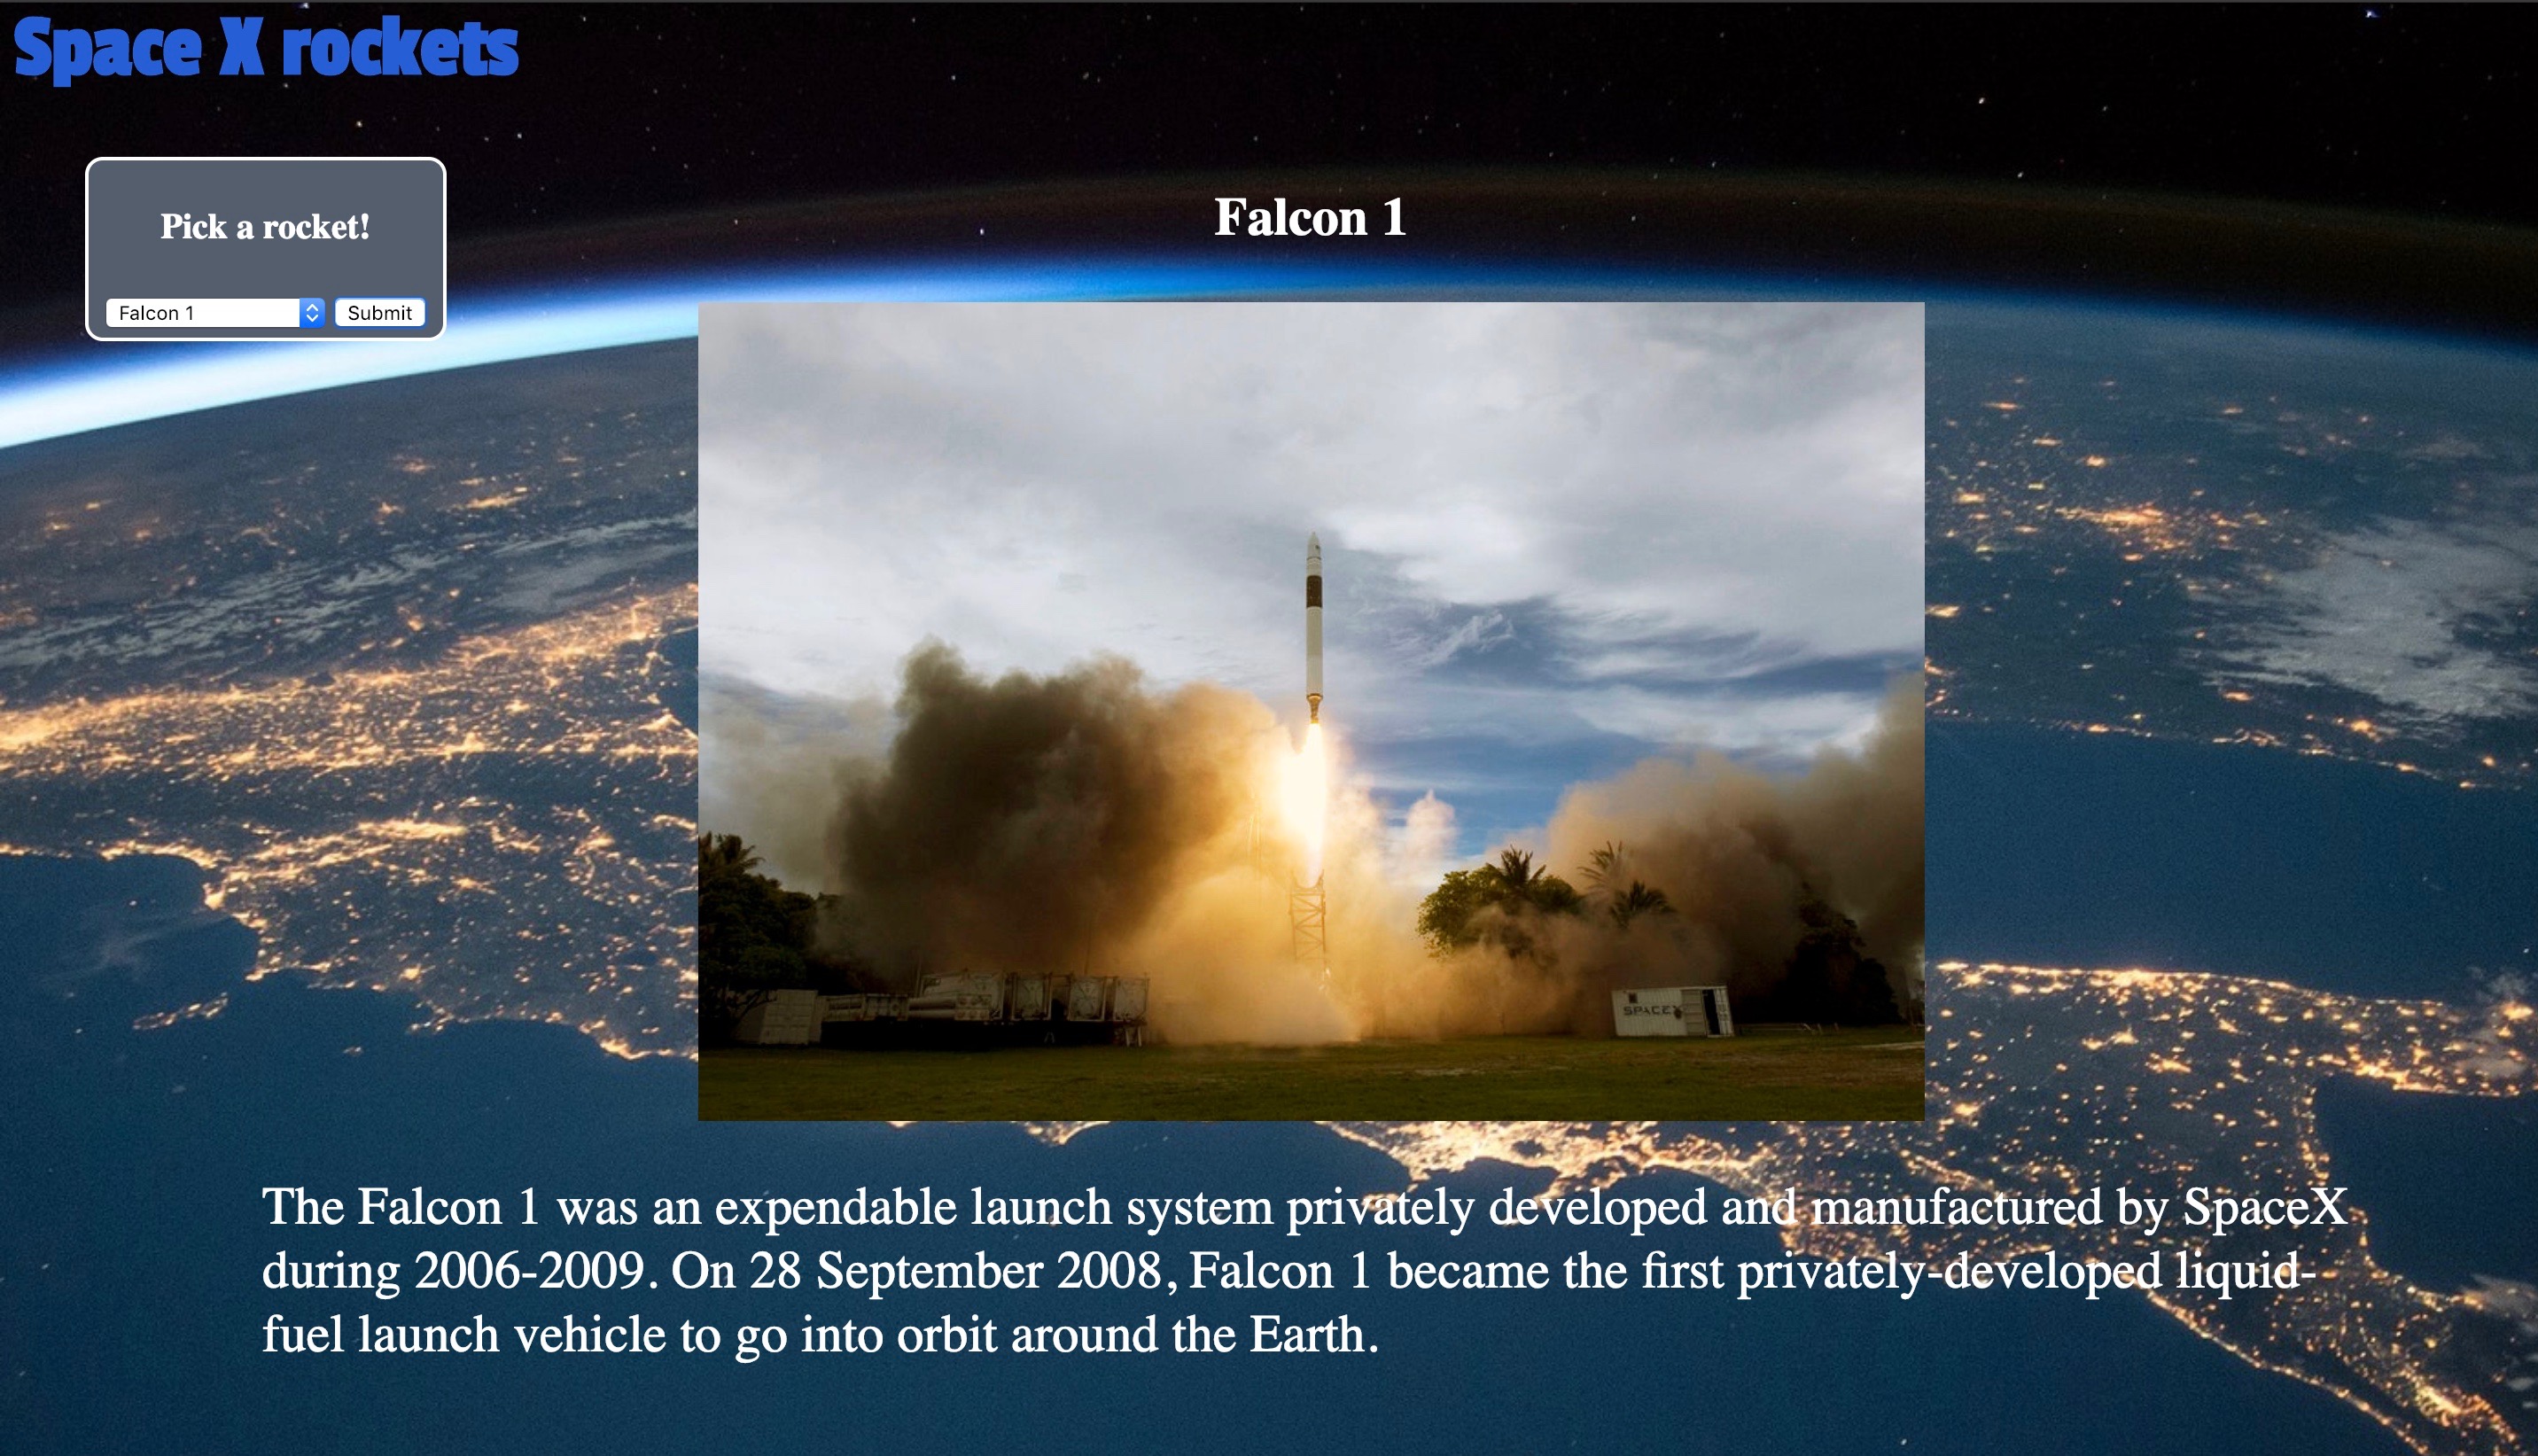 Space X rockets
Pick a rocket!
Falcon 1
Submit
Falcon 1
SPACEX
The Falcon 1 was an expendable launch system privately developed and manufactured by SpaceX
during 2006-2009. On 28 September 2008, Falcon 1 became the first privately-developed liquid-
fuel launch vehicle to go into orbit around the Earth.